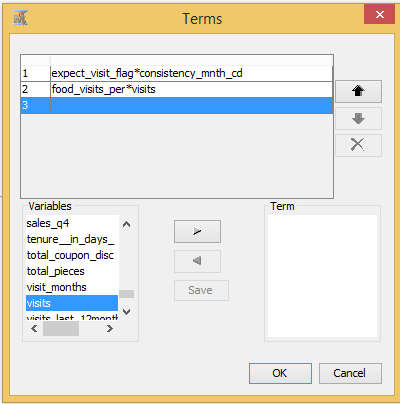 Terms
1 expect_visit_flag*consistency_mnth_cd
2 food_visits_per*visits
3
Variables
sales_q4
tenure__in_days_
total_coupon_disc
total_pieces
visit_months
visits
visits_last_12mont
Save
Term
OK Cancel